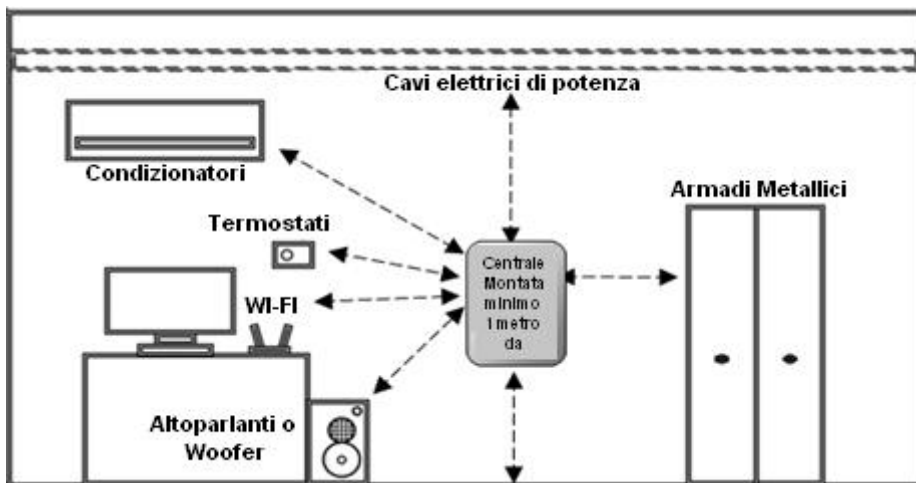 Cavi elettrici di potenza
Condizionatori
Armadi Metallici
Termostati
Centrale
Montata
minimo
1 metro
da
WI-FI
Altoparlanti o
Woofer